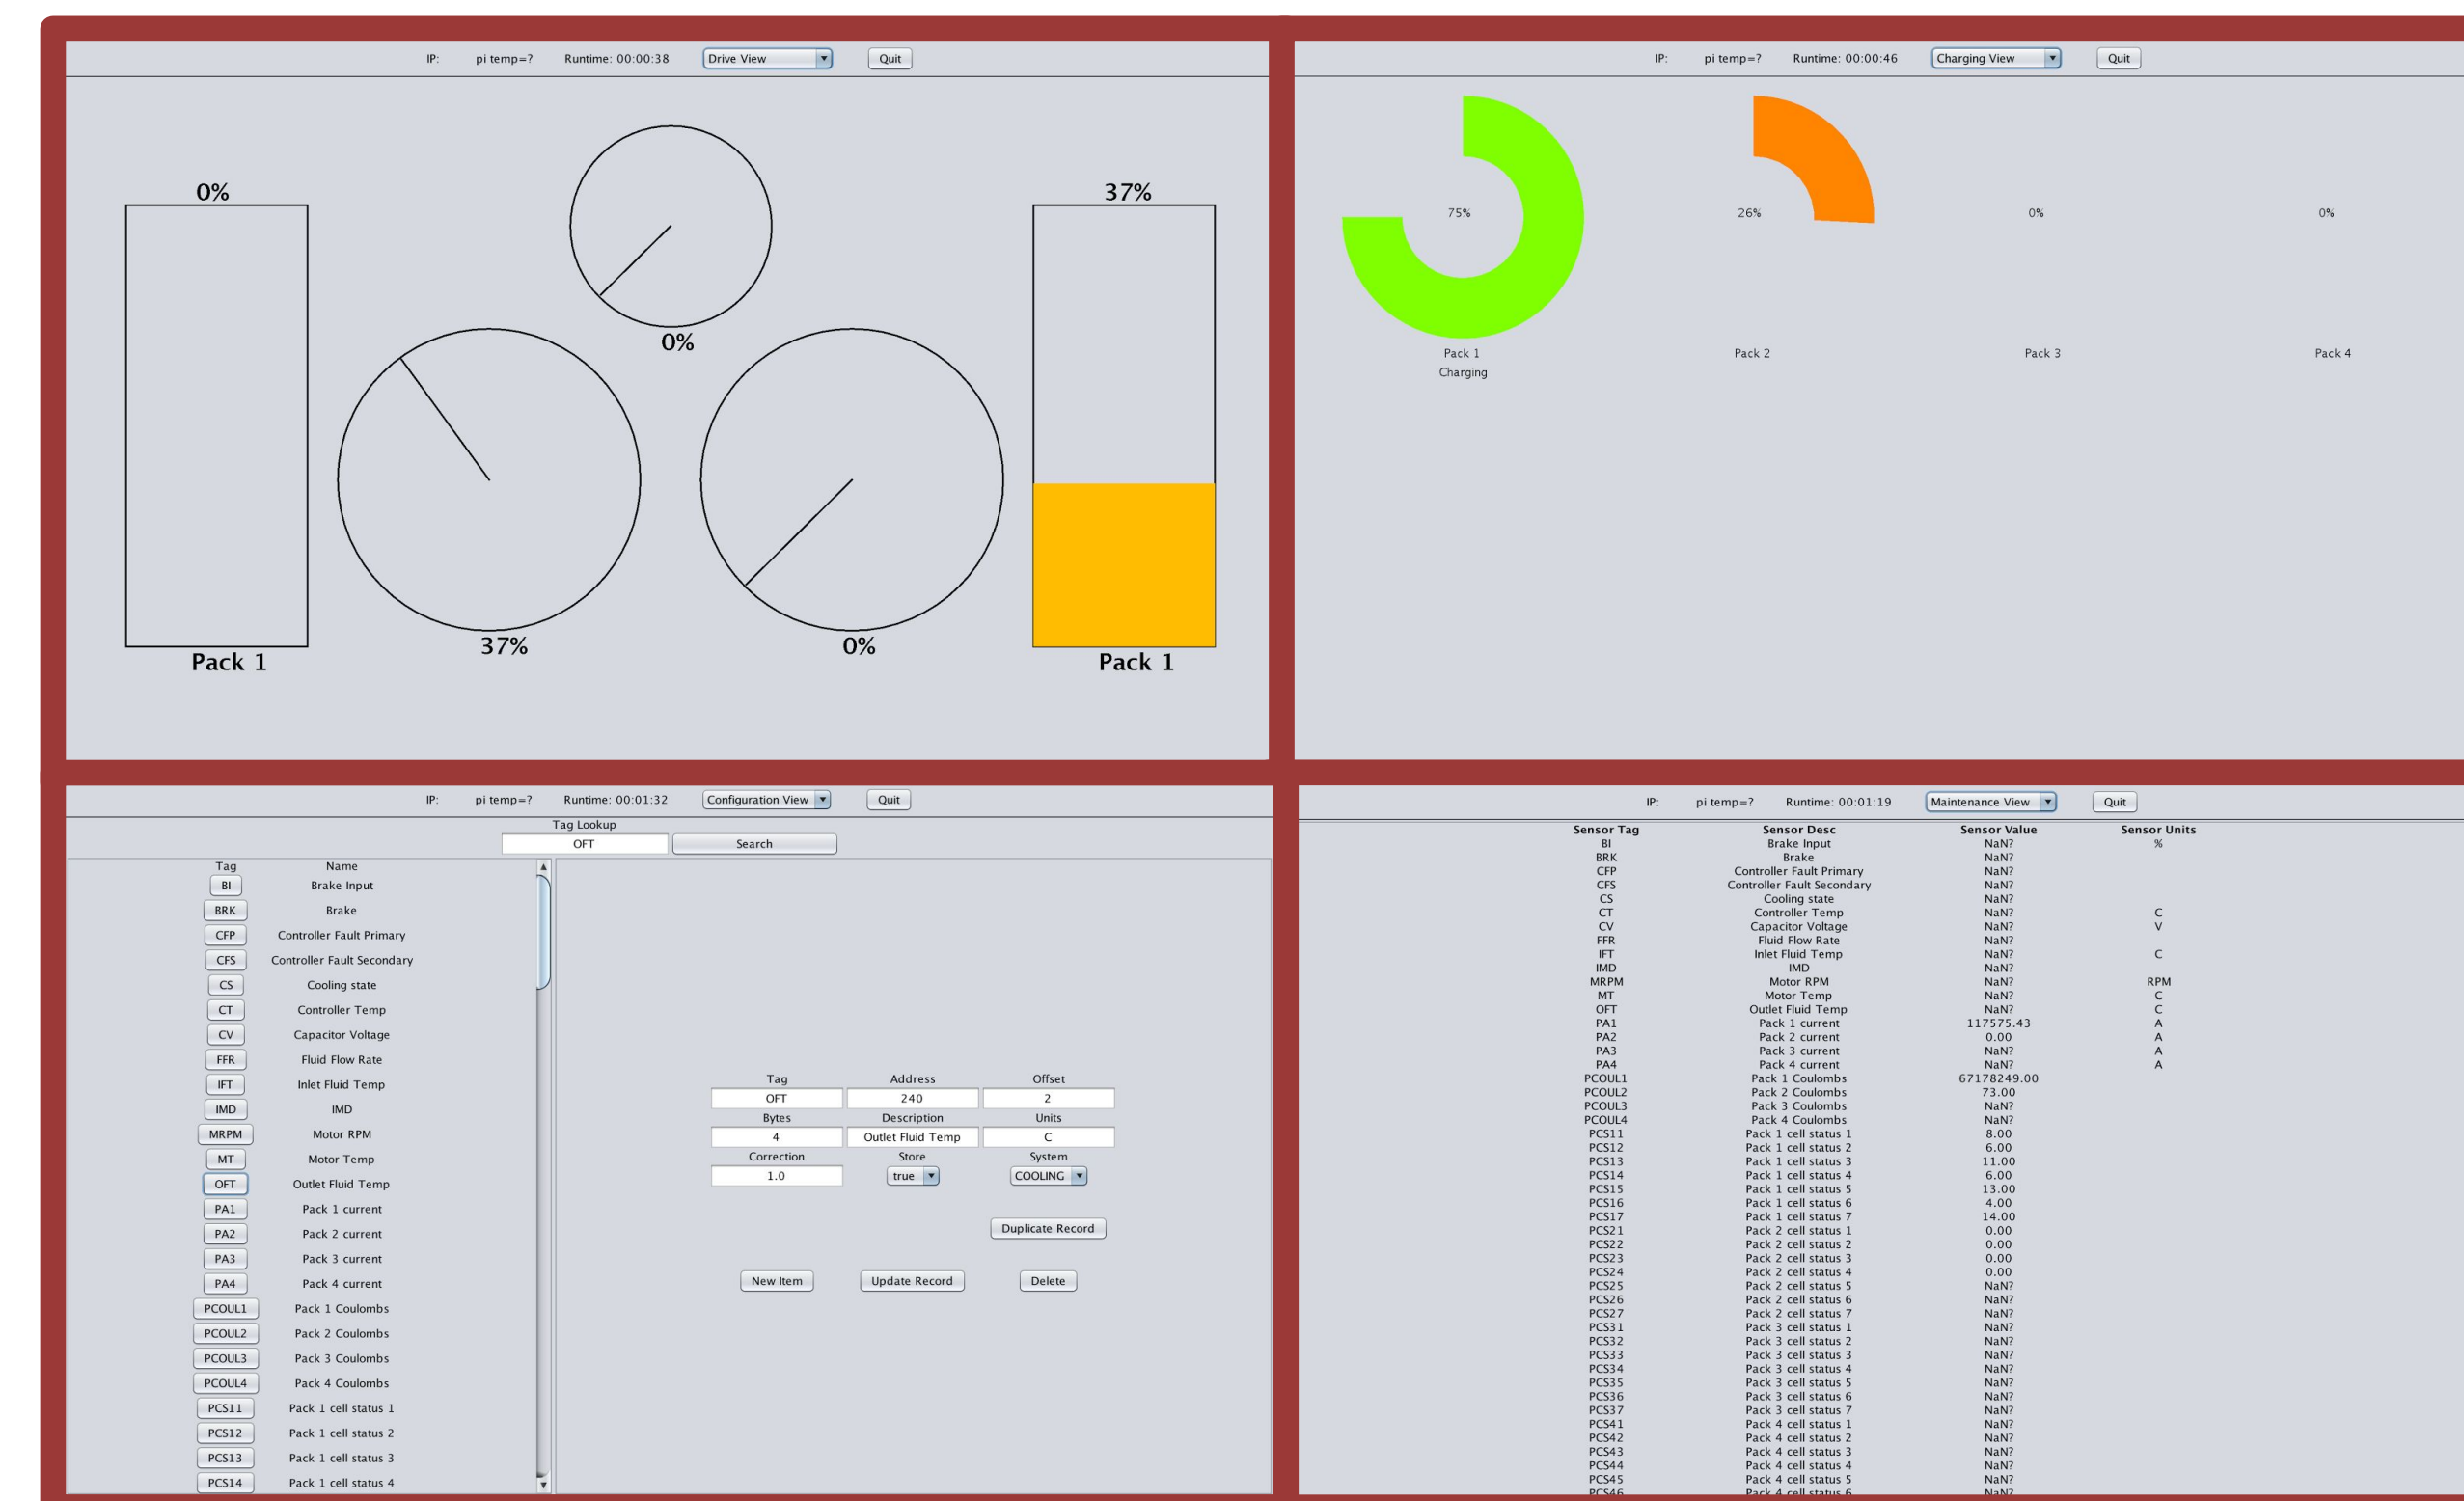 IP: pi temp=? Runtime: 00:00:38 Drive View Quit
0%
0%
37%
0%
37%
Pack 1
Pack 1
IP: pi temp=? Runtime: 00:00:46 Charging View Quit
75% 26% 0% 0%
Pack 1 Pack 2 Pack 3 Pack 4
Charging
IP: pi temp=? Runtime: 00:01:32 Configuration View Quit
Tag Lookup
OFT Search
Tag Name
BI Brake Input
BRK Brake
CFP Controller Fault Primary
CFS Controller Fault Secondary
CS Cooling state
CT Controller Temp
CV Capacitor Voltage
FFR Fluid Flow Rate
IFT Inlet Fluid Temp
IMD IMD
MRPM Motor RPM
MT Motor Temp
OFT Outlet Fluid Temp
PA1 Pack 1 current
PA2 Pack 2 current
PA3 Pack 3 current
PA4 Pack 4 current
PCOUL1 Pack 1 Coulombs
PCOUL2 Pack 2 Coulombs
PCOUL3 Pack 3 Coulombs
PCOUL4 Pack 4 Coulombs
PCS11 Pack 1 cell status 1
PCS12 Pack 1 cell status 2
PCS13 Pack 1 cell status 3
PCS14 Pack 1 cell status 4
Tag Address Offset
OFT 240 2
Bytes Description Units
4 Outlet Fluid Temp C
Correction Store System
1.0 true COOLING
Duplicate Record
New Item Update Record Delete
IP: pi temp=? Runtime: 00:01:19 Maintenance View Quit
Sensor Tag Sensor Desc Sensor Value Sensor Units
BI Brake Input NaN? %
BRK Brake NaN?
CFP Controller Fault Primary NaN?
CFS Controller Fault Secondary NaN?
CS Cooling state NaN?
CT Controller Temp NaN? C
CV Capacitor Voltage NaN? V
FFR Fluid Flow Rate NaN?
IFT Inlet Fluid Temp NaN? C
IMD IMD NaN?
MRPM Motor RPM NaN? RPM
MT Motor Temp NaN? C
OFT Outlet Fluid Temp NaN? C
PA1 Pack 1 current 117575.43 A
PA2 Pack 2 current 0.00 A
PA3 Pack 3 current NaN? A
PA4 Pack 4 current NaN? A
PCOUL1 Pack 1 Coulombs 67178249.00
PCOUL2 Pack 2 Coulombs 73.00
PCOUL3 Pack 3 Coulombs NaN?
PCOUL4 Pack 4 Coulombs NaN?
PCS11 Pack 1 cell status 1 8.00
PCS12 Pack 1 cell status 2 6.00
PCS13 Pack 1 cell status 3 11.00
PCS14 Pack 1 cell status 4 6.00
PCS15 Pack 1 cell status 5 13.00
PCS16 Pack 1 cell status 6 4.00
PCS17 Pack 1 cell status 7 14.00
PCS21 Pack 2 cell status 1 0.00
PCS22 Pack 2 cell status 2 0.00
PCS23 Pack 2 cell status 3 0.00
PCS24 Pack 2 cell status 4 0.00
PCS25 Pack 2 cell status 5 NaN?
PCS26 Pack 2 cell status 6 NaN?
PCS27 Pack 2 cell status 7 NaN?
PCS31 Pack 3 cell status 1 NaN?
PCS32 Pack 3 cell status 2 NaN?
PCS33 Pack 3 cell status 3 NaN?
PCS34 Pack 3 cell status 4 NaN?
PCS35 Pack 3 cell status 5 NaN?
PCS36 Pack 3 cell status 6 NaN?
PCS37 Pack 3 cell status 7 NaN?
PCS41 Pack 4 cell status 1 NaN?
PCS42 Pack 4 cell status 2 NaN?
PCS43 Pack 4 cell status 3 NaN?
PCS44 Pack 4 cell status 4 NaN?
PCS45 Pack 4 cell status 5 NaN?
PCS46 Pack 4 cell status 6 NaN?